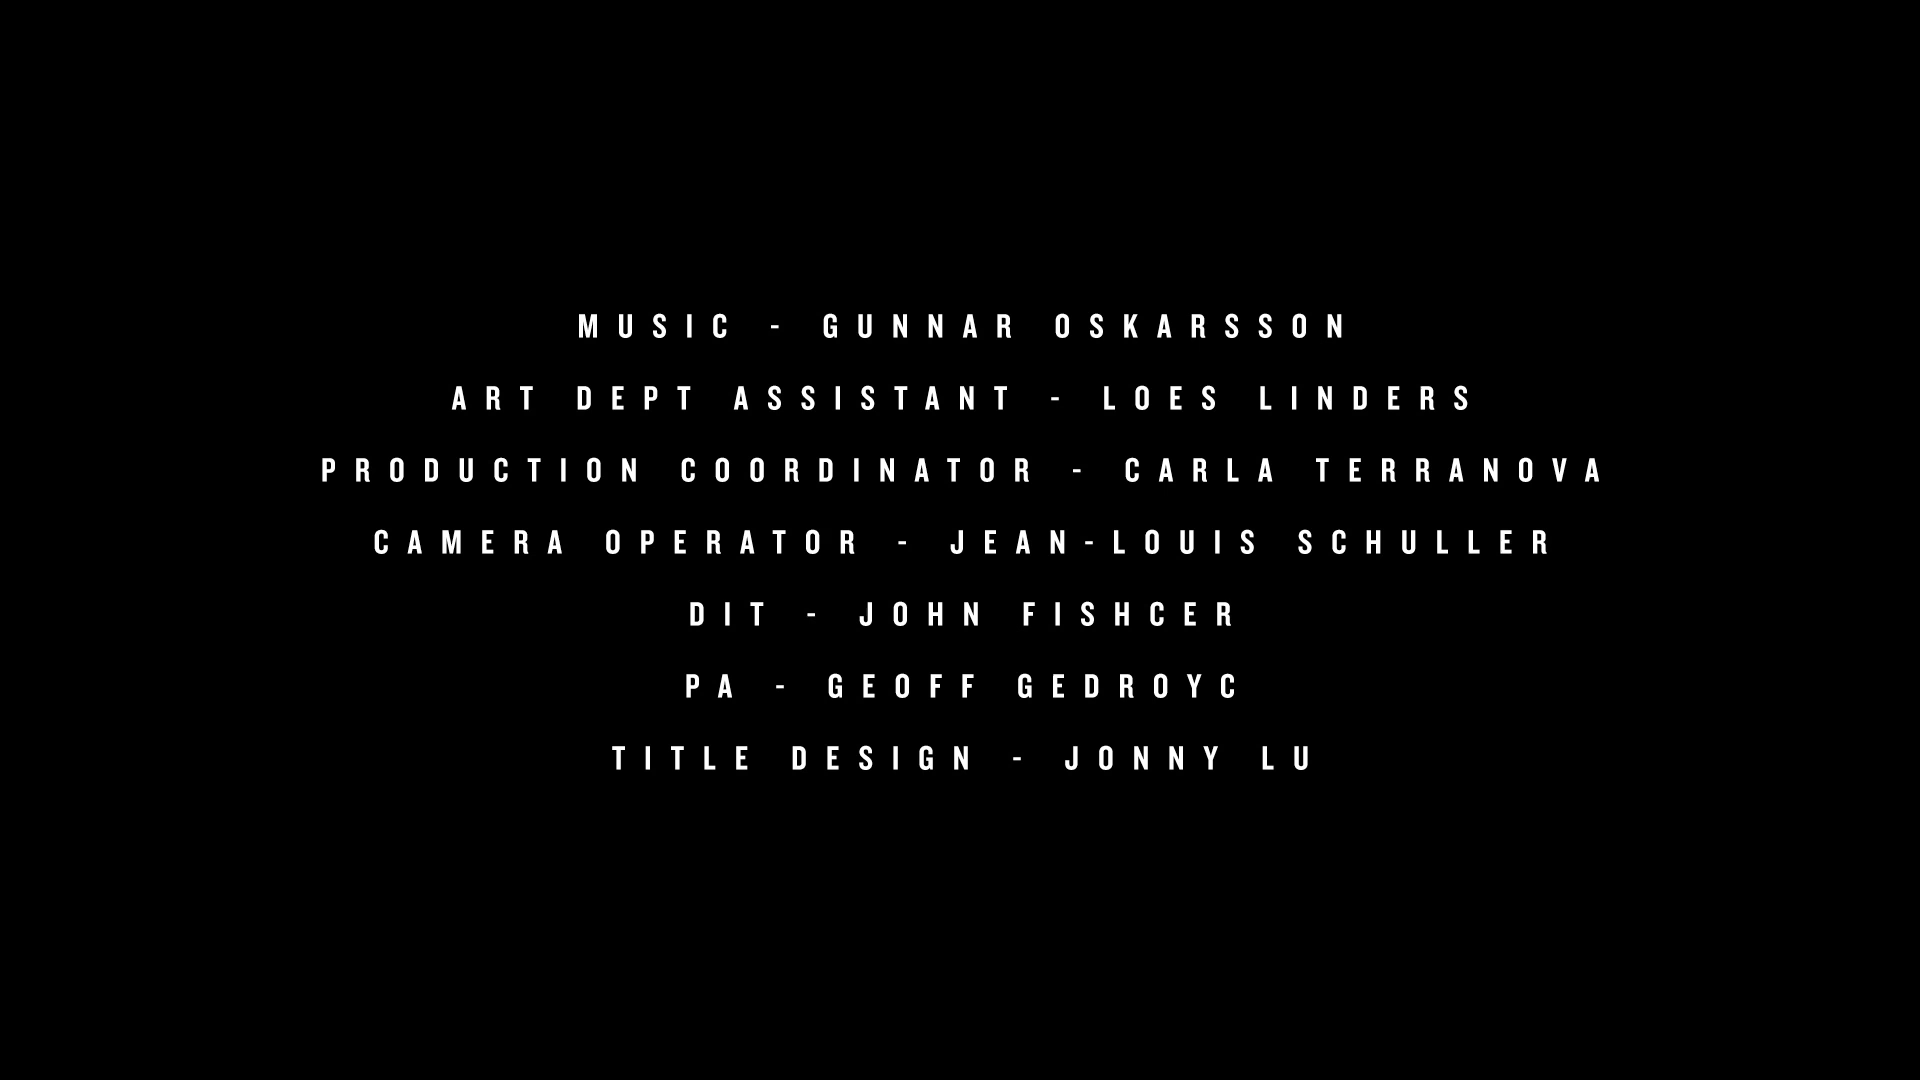 MUSIC - GUNNAR OSKARSSON
ART DEPT ASSISTANT - LOES LINDERS
PRODUCTION COORDINATOR - CARLA TERRANOVA
CAMERA OPERATOR - JEAN-LOUIS SCHULLER
DIT - JOHN FISHCER
PA - GEOFF GEDROYC
TITLE DESIGN - JONNY LU